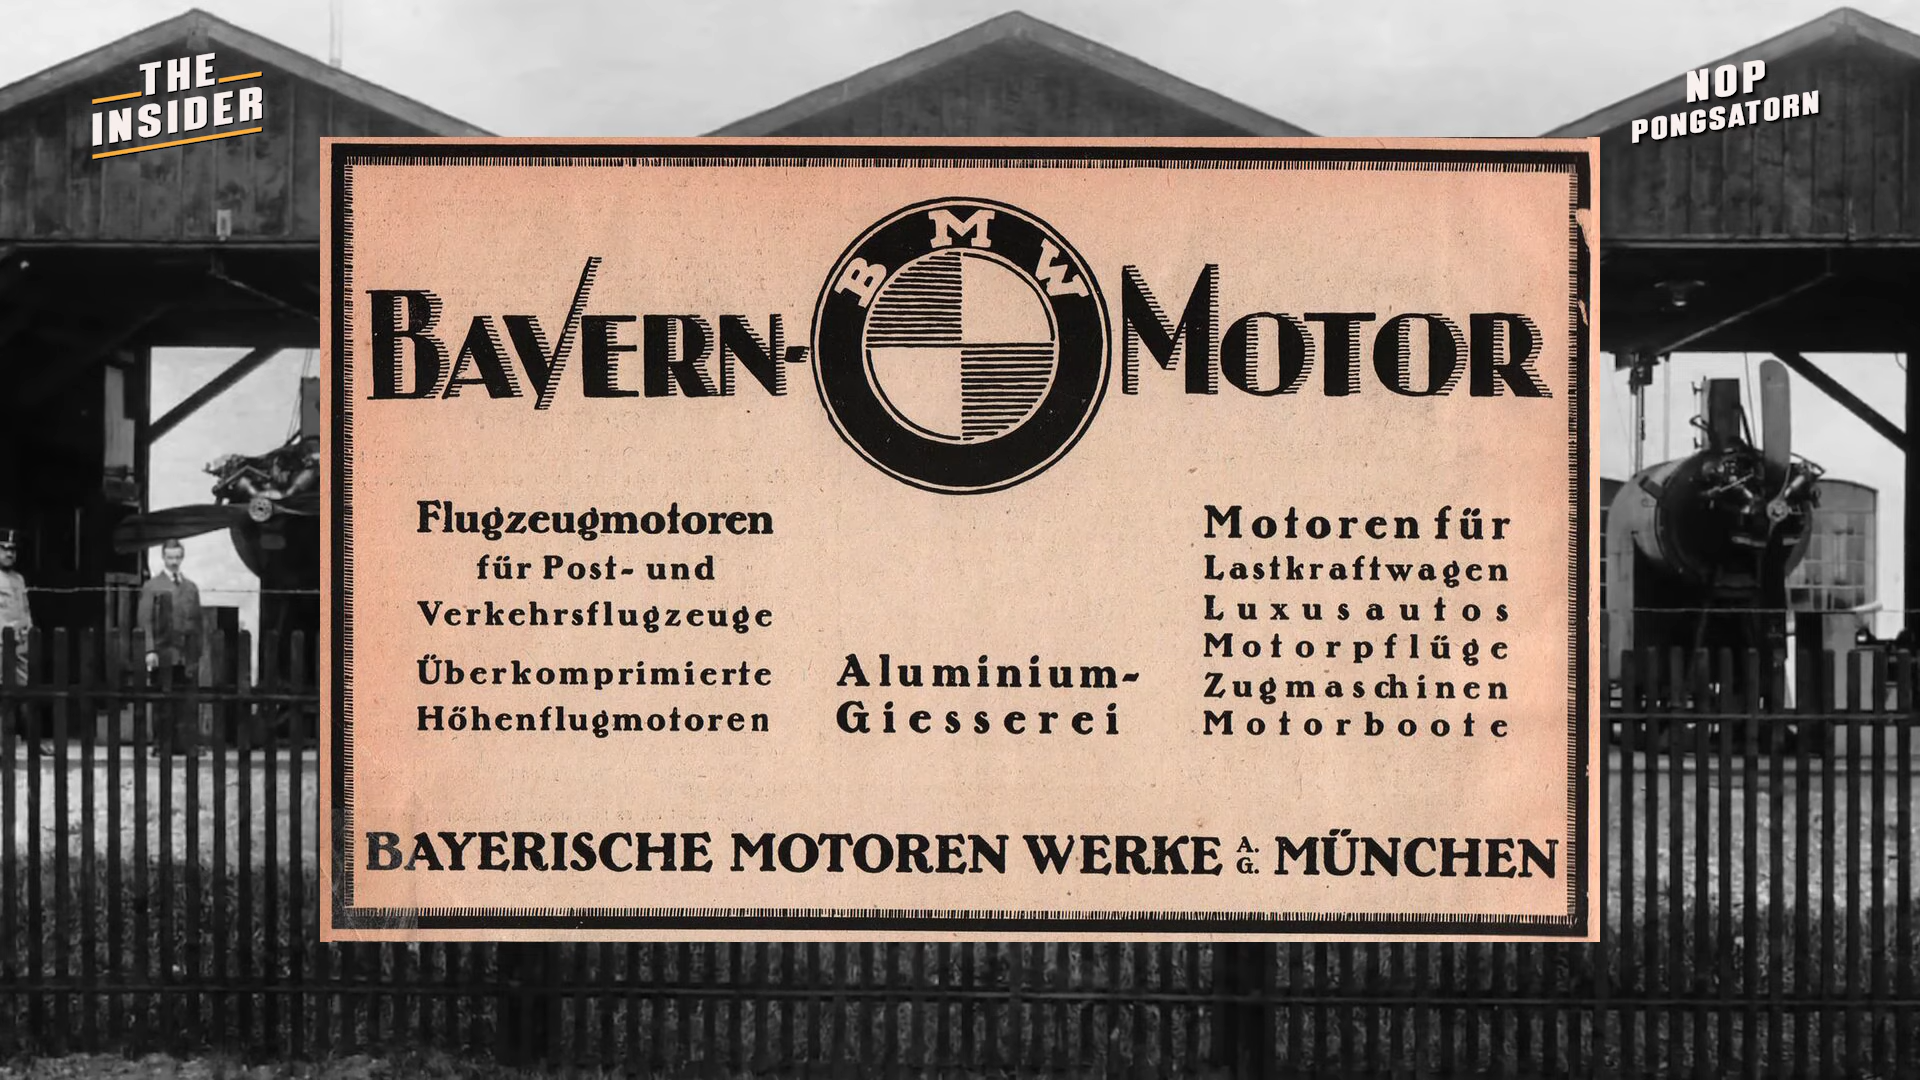 THE
INSIDER
NOP
PONGSATORN
B M W
BAYERN-MOTOR
Flugzeugmotoren
für Post- und
Verkehrsflugzeuge
Überkomprimierte
Höhenflugmotoren
Aluminium-
Giesserei
Motoren für
Lastkraftwagen
Luxusautos
Motorpflüge
Zugmaschinen
Motorboote
BAYERISCHE MOTOREN WERKE A.G. MÜNCHEN